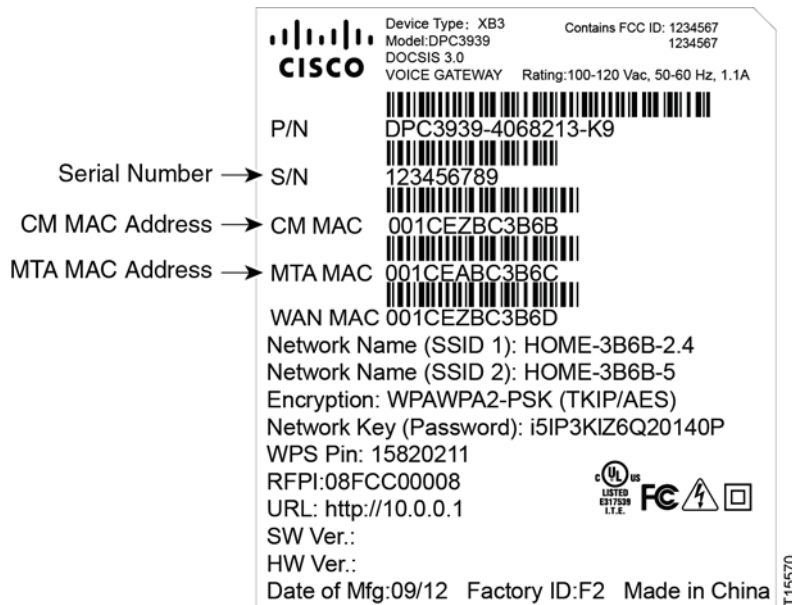 CISCO
Device Type: XB3
Model:DPC3939
DOCSIS 3.0
VOICE GATEWAY
Contains FCC ID: 1234567
1234567
Rating:100-120 Vac, 50-60 Hz, 1.1A
P/N DPC3939-4068213-K9
Serial Number S/N 123456789
CM MAC Address CM MAC 001CEZBC3B6B
MTA MAC Address MTA MAC 001CEABC3B6C
WAN MAC 001CEZBC3B6D
Network Name (SSID 1): HOME-3B6B-2.4
Network Name (SSID 2): HOME-3B6B-5
Encryption: WPAWPA2-PSK (TKIP/AES)
Network Key (Password): i5IP3KIZ6Q20140P
WPS Pin: 15820211
RFPI:08FCC00008
URL: http://10.0.0.1
SW Ver.:
HW Ver.:
C UL US
LISTED
E317539
I.T.E.
FC
Date of Mfg:09/12 Factory ID:F2 Made in China
T15570